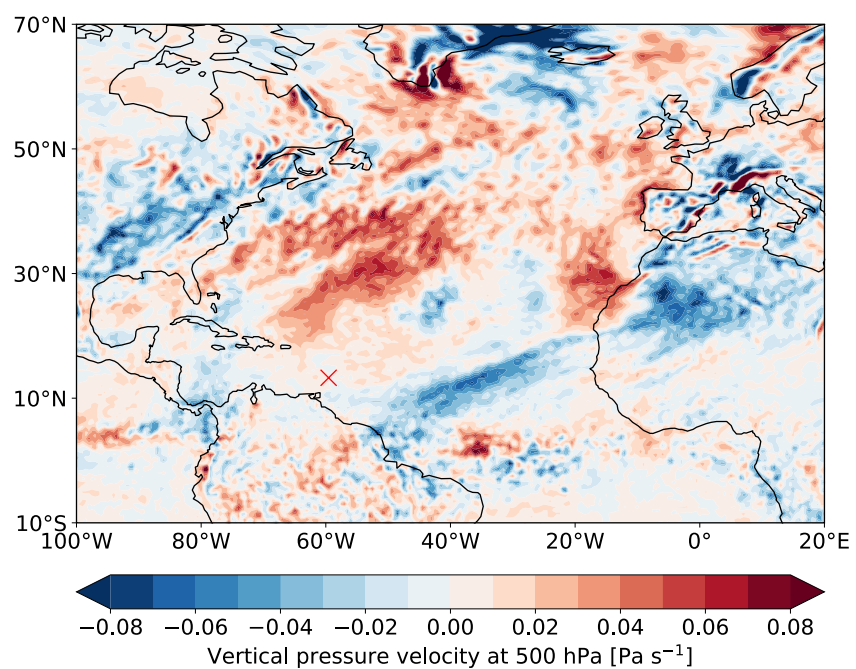 70°N
50°N
30°N
10°N
10°S
100°W 80°W 60°W 40°W 20°W 0° 20°E
−0.08 −0.06 −0.04 −0.02 0.00 0.02 0.04 0.06 0.08
Vertical pressure velocity at 500 hPa [Pa s⁻¹]